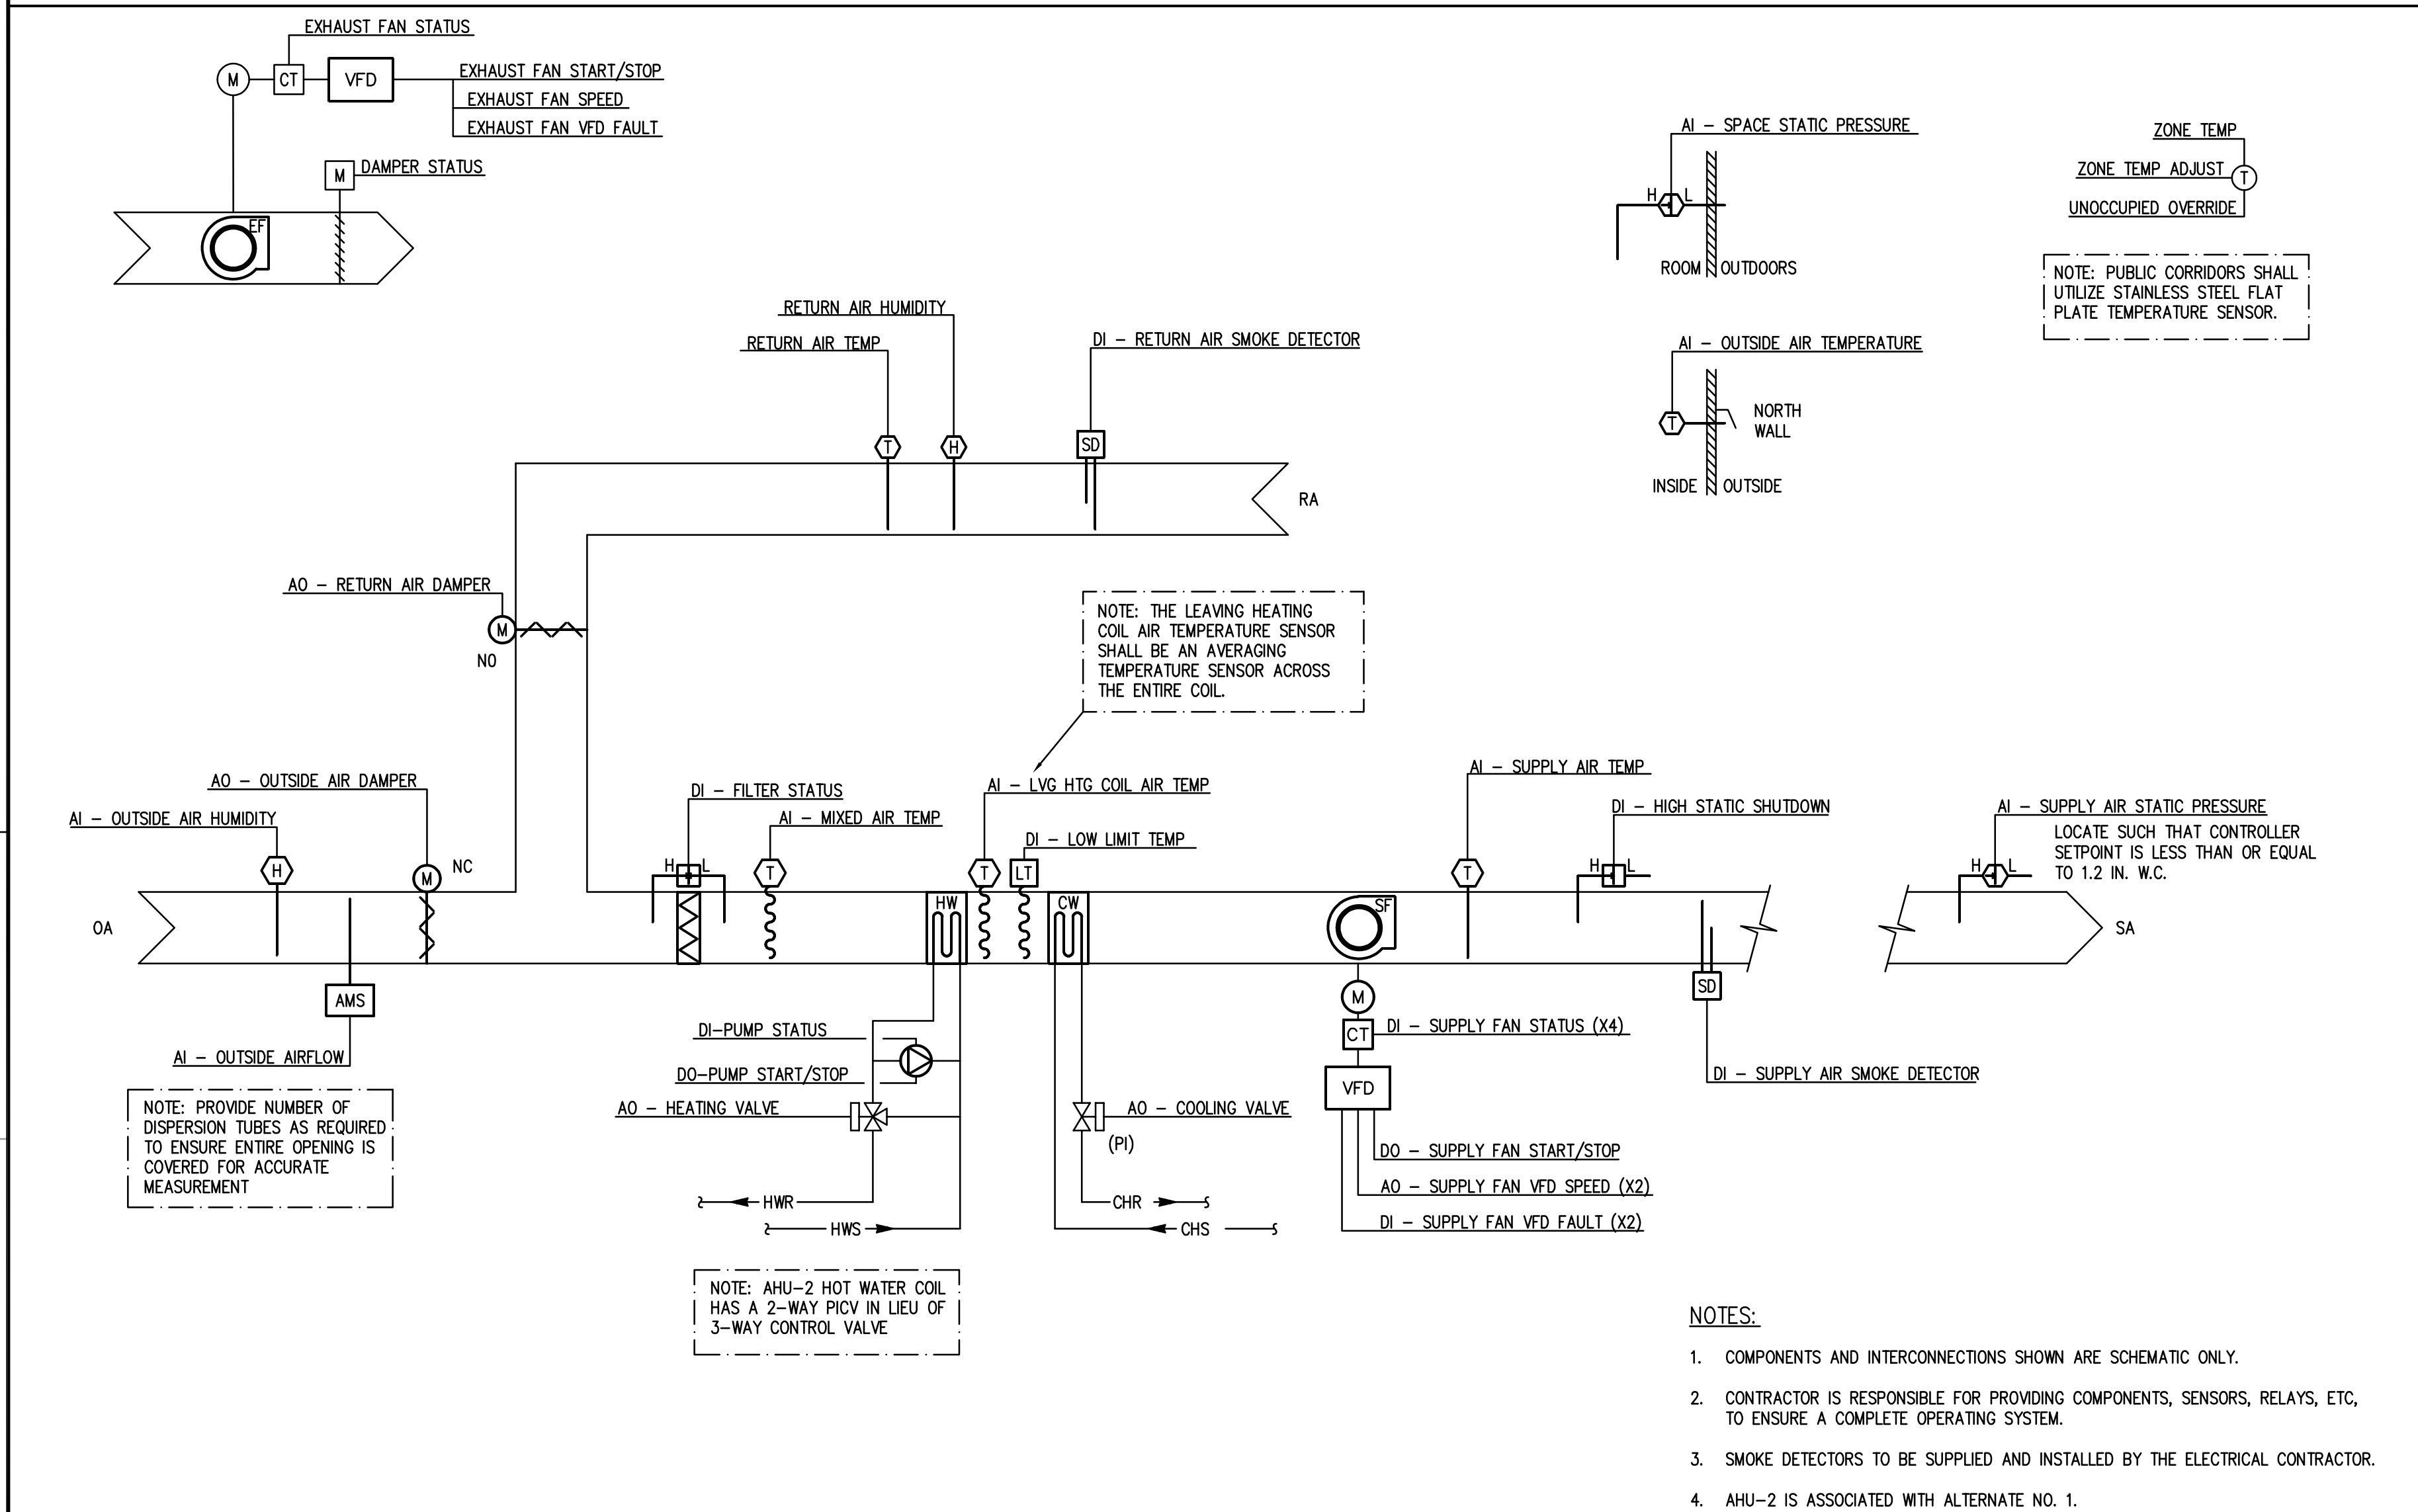 EXHAUST FAN STATUS
M
CT
VFD
EXHAUST FAN START/STOP
EXHAUST FAN SPEED
EXHAUST FAN VFD FAULT
M
DAMPER STATUS
EF
AI – SPACE STATIC PRESSURE
H
L
ROOM
OUTDOORS
ZONE TEMP
ZONE TEMP ADJUST
T
UNOCCUPIED OVERRIDE
NOTE: PUBLIC CORRIDORS SHALL
UTILIZE STAINLESS STEEL FLAT
PLATE TEMPERATURE SENSOR.
RETURN AIR HUMIDITY
RETURN AIR TEMP
DI – RETURN AIR SMOKE DETECTOR
T
H
SD
RA
AI – OUTSIDE AIR TEMPERATURE
T
NORTH
WALL
INSIDE
OUTSIDE
AO – RETURN AIR DAMPER
M
NO
NOTE: THE LEAVING HEATING
COIL AIR TEMPERATURE SENSOR
SHALL BE AN AVERAGING
TEMPERATURE SENSOR ACROSS
THE ENTIRE COIL.
AO – OUTSIDE AIR DAMPER
AI – OUTSIDE AIR HUMIDITY
H
M
NC
OA
AMS
AI – OUTSIDE AIRFLOW
NOTE: PROVIDE NUMBER OF
DISPERSION TUBES AS REQUIRED
TO ENSURE ENTIRE OPENING IS
COVERED FOR ACCURATE
MEASUREMENT
DI – FILTER STATUS
AI – MIXED AIR TEMP
H
L
T
AI – LVG HTG COIL AIR TEMP
DI – LOW LIMIT TEMP
T
LT
HW
CW
DI–PUMP STATUS
DO–PUMP START/STOP
AO – HEATING VALVE
AO – COOLING VALVE
(PI)
HWR
HWS
CHR
CHS
NOTE: AHU–2 HOT WATER COIL
HAS A 2–WAY PICV IN LIEU OF
3–WAY CONTROL VALVE
AI – SUPPLY AIR TEMP
T
DI – HIGH STATIC SHUTDOWN
H
L
AI – SUPPLY AIR STATIC PRESSURE
LOCATE SUCH THAT CONTROLLER
SETPOINT IS LESS THAN OR EQUAL
TO 1.2 IN. W.C.
H
L
SF
SA
M
CT
DI – SUPPLY FAN STATUS (X4)
VFD
SD
DI – SUPPLY AIR SMOKE DETECTOR
DO – SUPPLY FAN START/STOP
AO – SUPPLY FAN VFD SPEED (X2)
DI – SUPPLY FAN VFD FAULT (X2)
NOTES:
1. COMPONENTS AND INTERCONNECTIONS SHOWN ARE SCHEMATIC ONLY.
2. CONTRACTOR IS RESPONSIBLE FOR PROVIDING COMPONENTS, SENSORS, RELAYS, ETC,
TO ENSURE A COMPLETE OPERATING SYSTEM.
3. SMOKE DETECTORS TO BE SUPPLIED AND INSTALLED BY THE ELECTRICAL CONTRACTOR.
4. AHU–2 IS ASSOCIATED WITH ALTERNATE NO. 1.